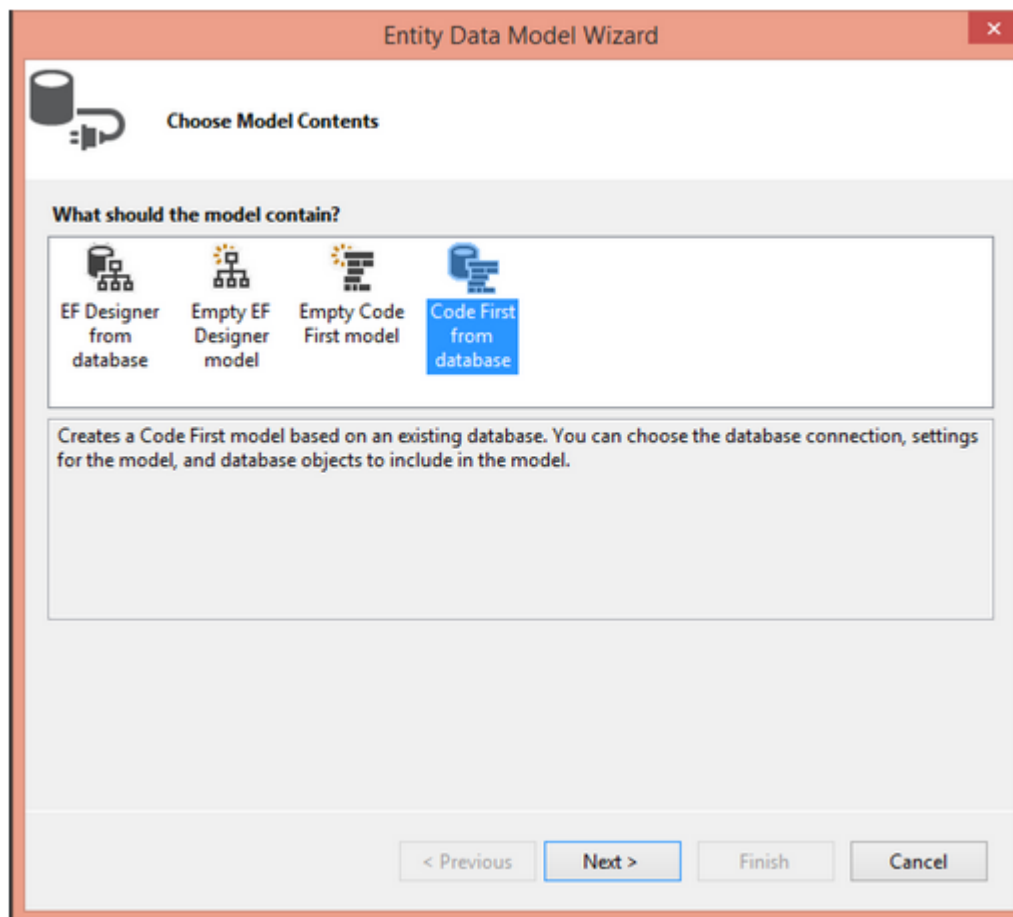 Entity Data Model Wizard
Choose Model Contents
What should the model contain?
EF Designer
from
database
Empty EF
Designer
model
Empty Code
First model
Code First
from
database
Creates a Code First model based on an existing database. You can choose the database connection, settings
for the model, and database objects to include in the model.
< Previous
Next >
Finish
Cancel